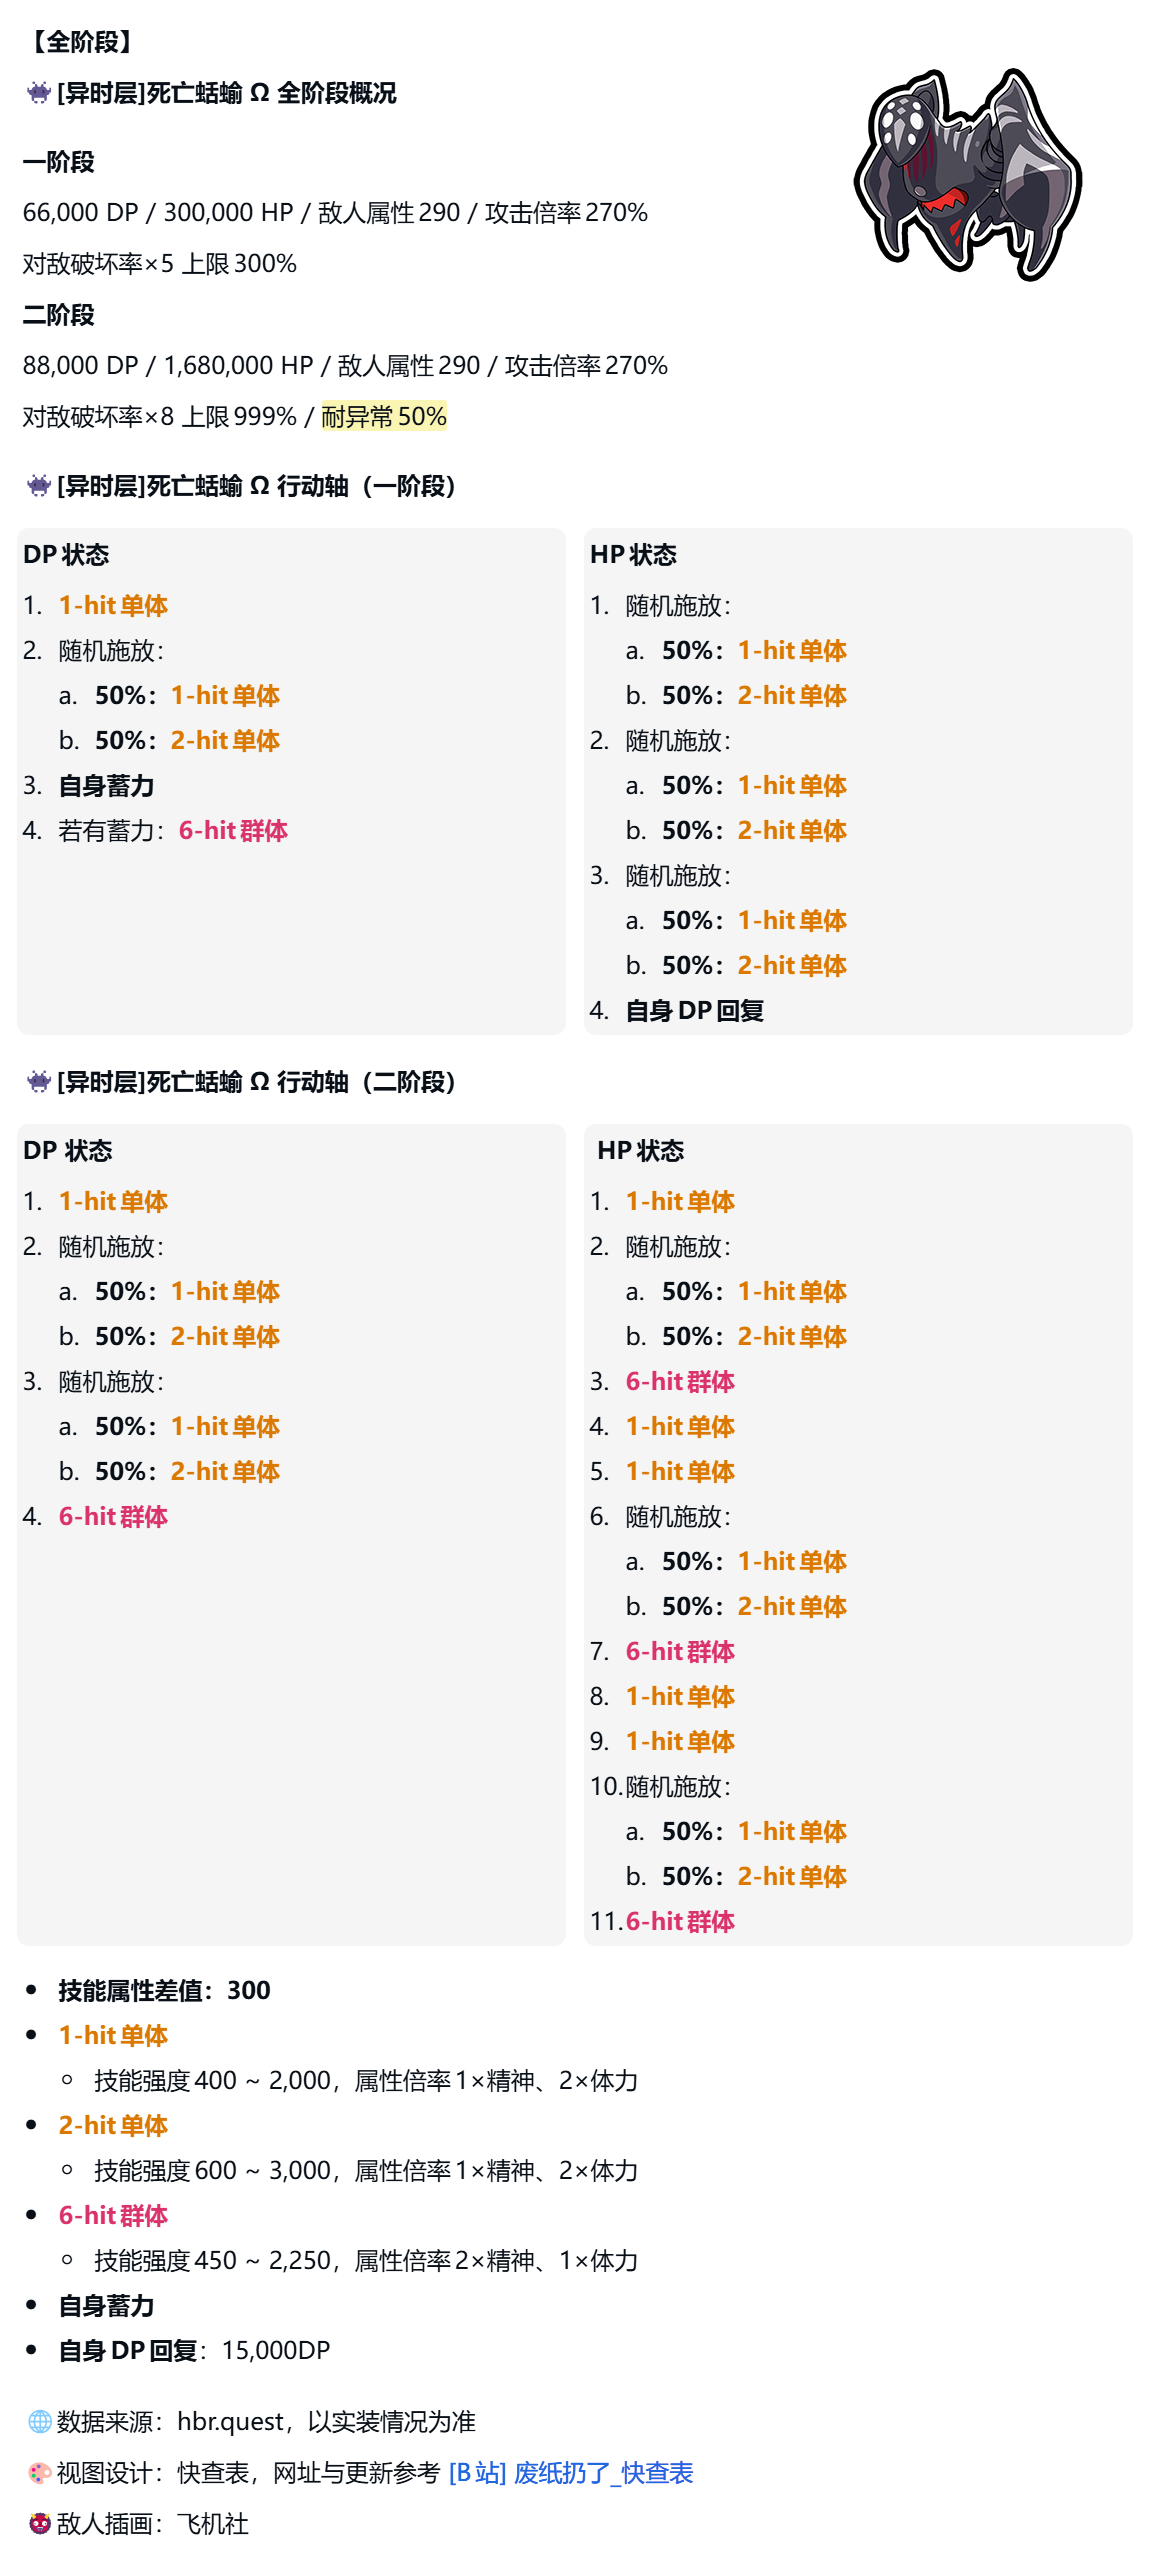 【全阶段】
[异时层]死亡蛞蝓 Ω 全阶段概况
一阶段
66,000 DP / 300,000 HP / 敌人属性 290 / 攻击倍率 270%
对敌破坏率×5 上限 300%
二阶段
88,000 DP / 1,680,000 HP / 敌人属性 290 / 攻击倍率 270%
对敌破坏率×8 上限 999% / 耐异常 50%
[异时层]死亡蛞蝓 Ω 行动轴（一阶段）
DP 状态
1. 1-hit 单体
2. 随机施放：
a. 50%：1-hit 单体
b. 50%：2-hit 单体
3. 自身蓄力
4. 若有蓄力：6-hit 群体
HP 状态
1. 随机施放：
a. 50%：1-hit 单体
b. 50%：2-hit 单体
2. 随机施放：
a. 50%：1-hit 单体
b. 50%：2-hit 单体
3. 随机施放：
a. 50%：1-hit 单体
b. 50%：2-hit 单体
4. 自身 DP 回复
[异时层]死亡蛞蝓 Ω 行动轴（二阶段）
DP 状态
1. 1-hit 单体
2. 随机施放：
a. 50%：1-hit 单体
b. 50%：2-hit 单体
3. 随机施放：
a. 50%：1-hit 单体
b. 50%：2-hit 单体
4. 6-hit 群体
HP 状态
1. 1-hit 单体
2. 随机施放：
a. 50%：1-hit 单体
b. 50%：2-hit 单体
3. 6-hit 群体
4. 1-hit 单体
5. 1-hit 单体
6. 随机施放：
a. 50%：1-hit 单体
b. 50%：2-hit 单体
7. 6-hit 群体
8. 1-hit 单体
9. 1-hit 单体
10. 随机施放：
a. 50%：1-hit 单体
b. 50%：2-hit 单体
11. 6-hit 群体
• 技能属性差值：300
• 1-hit 单体
◦ 技能强度 400 ~ 2,000，属性倍率 1×精神、2×体力
• 2-hit 单体
◦ 技能强度 600 ~ 3,000，属性倍率 1×精神、2×体力
• 6-hit 群体
◦ 技能强度 450 ~ 2,250，属性倍率 2×精神、1×体力
• 自身蓄力
• 自身 DP 回复：15,000DP
数据来源：hbr.quest，以实装情况为准
视图设计：快查表，网址与更新参考 [B 站] 废纸扔了_快查表
敌人插画：飞机社